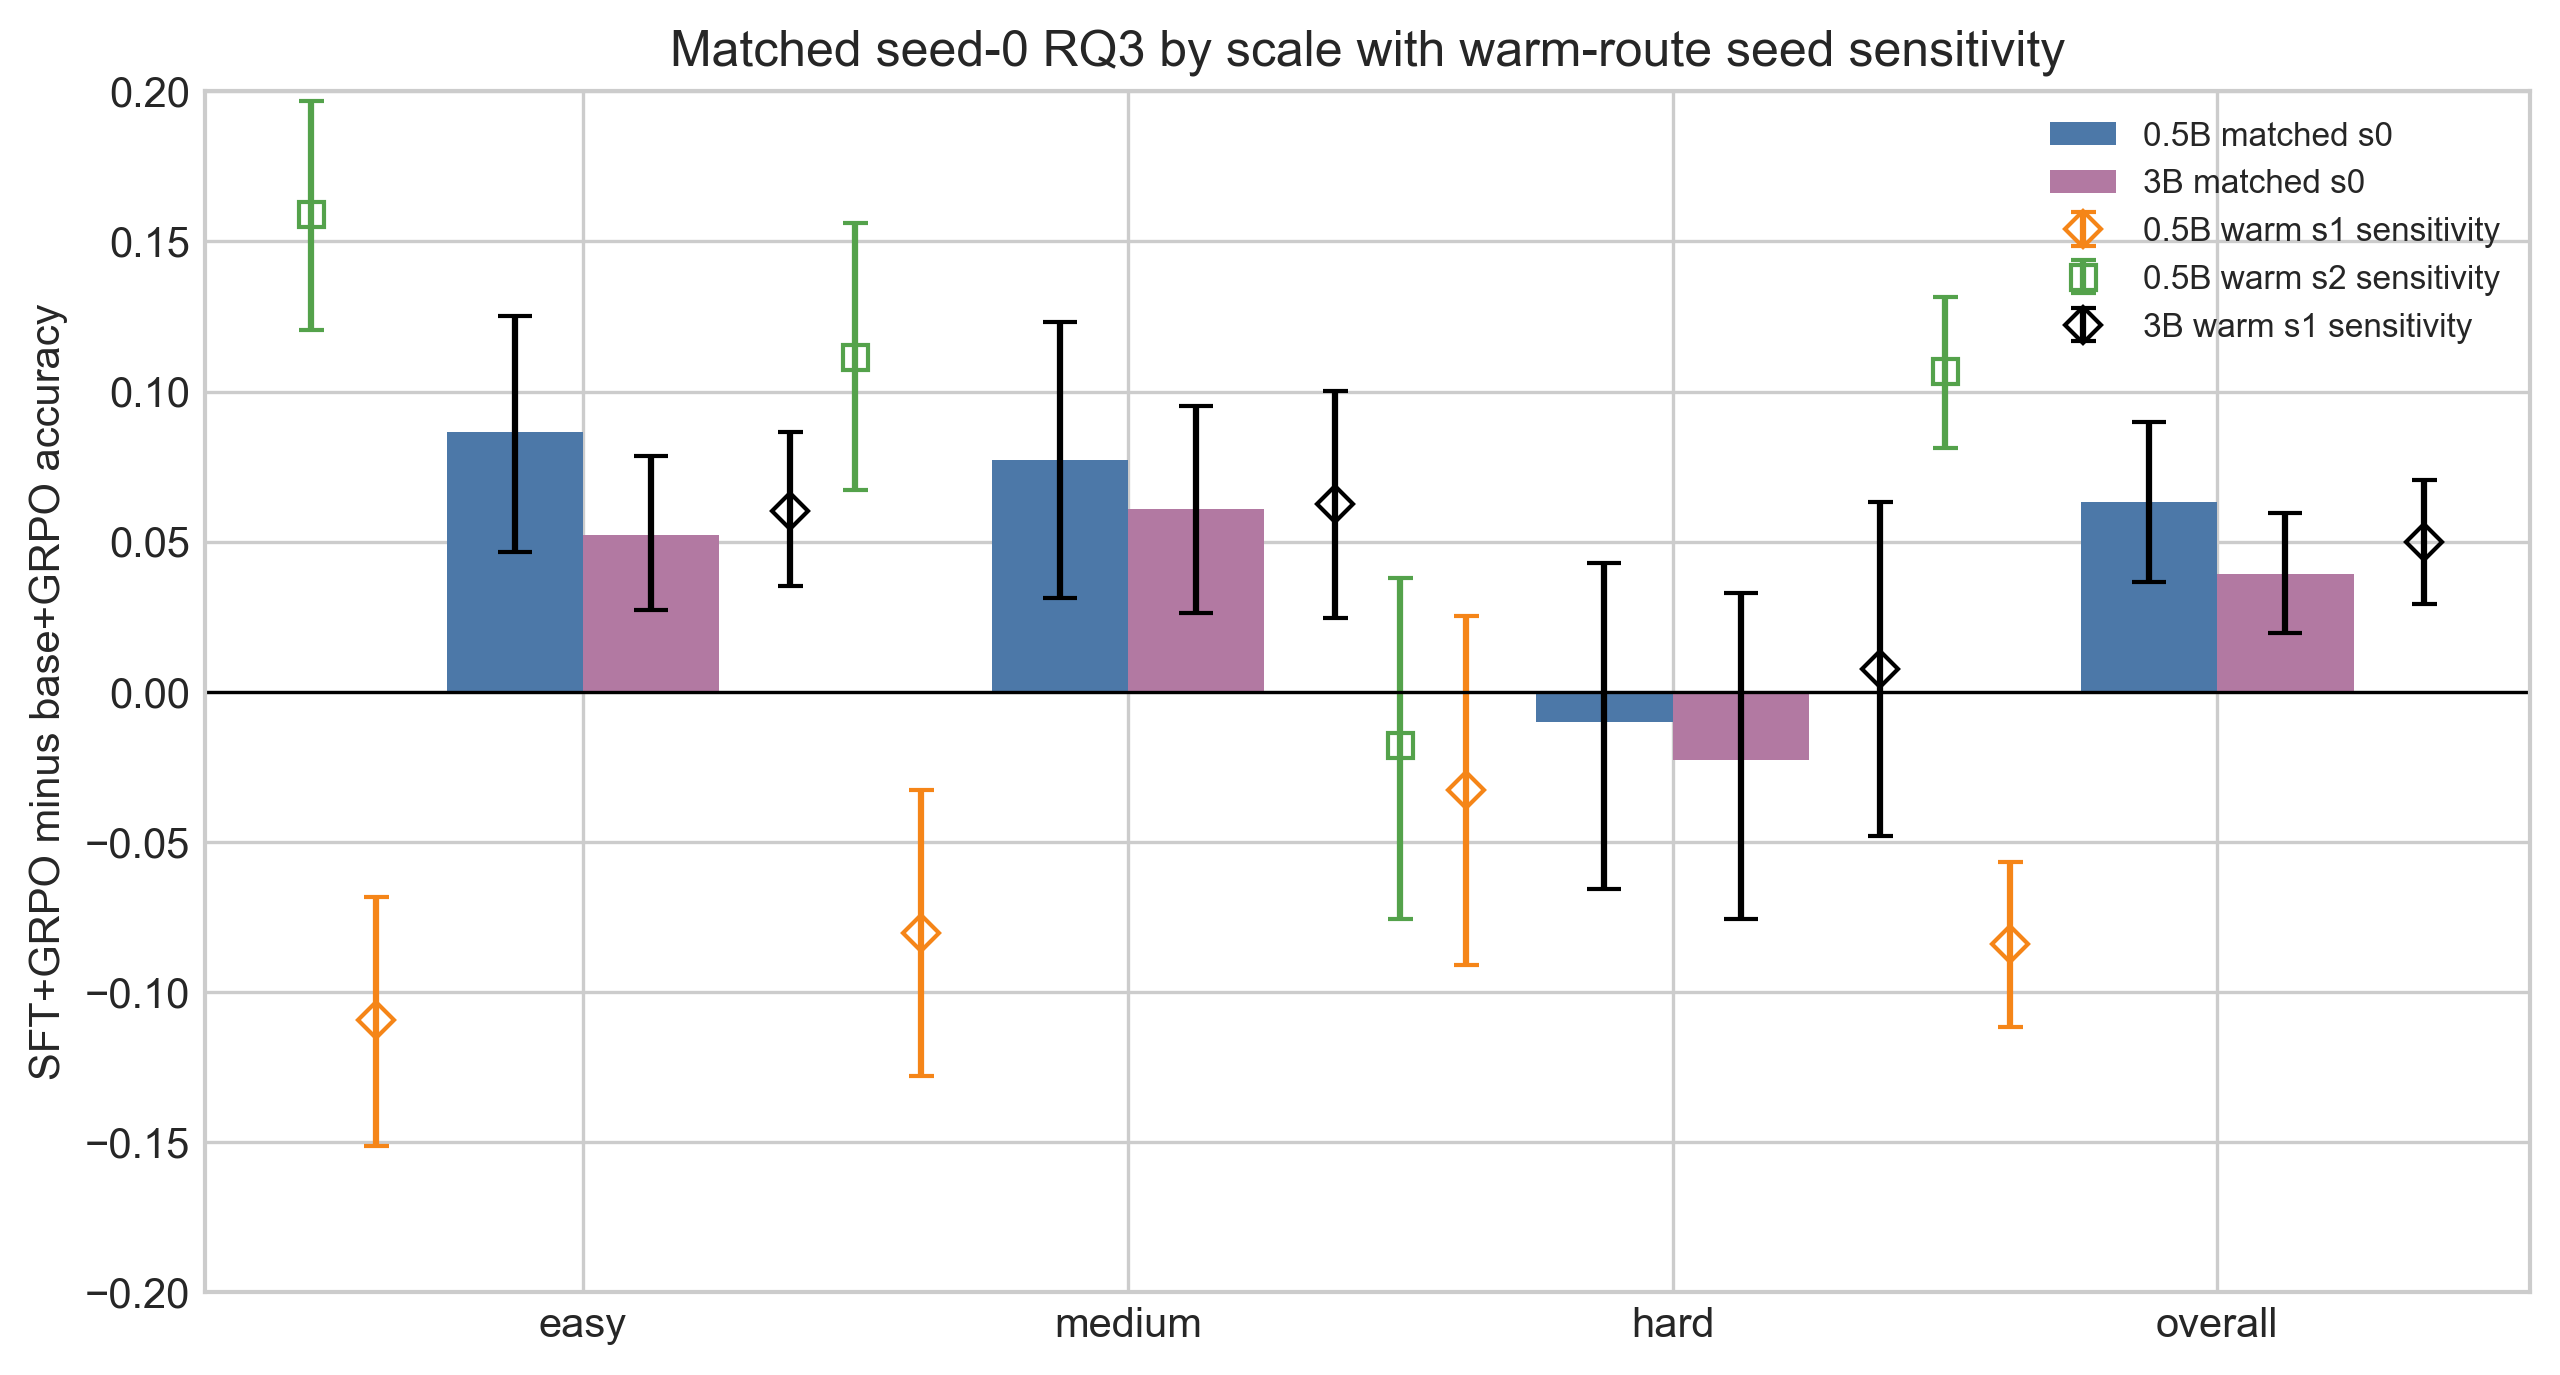 Matched seed-0 RQ3 by scale with warm-route seed sensitivity
SFT+GRPO minus base+GRPO accuracy
0.20
0.15
0.10
0.05
0.00
−0.05
−0.10
−0.15
−0.20
0.5B matched s0
3B matched s0
0.5B warm s1 sensitivity
0.5B warm s2 sensitivity
3B warm s1 sensitivity
easy medium hard overall